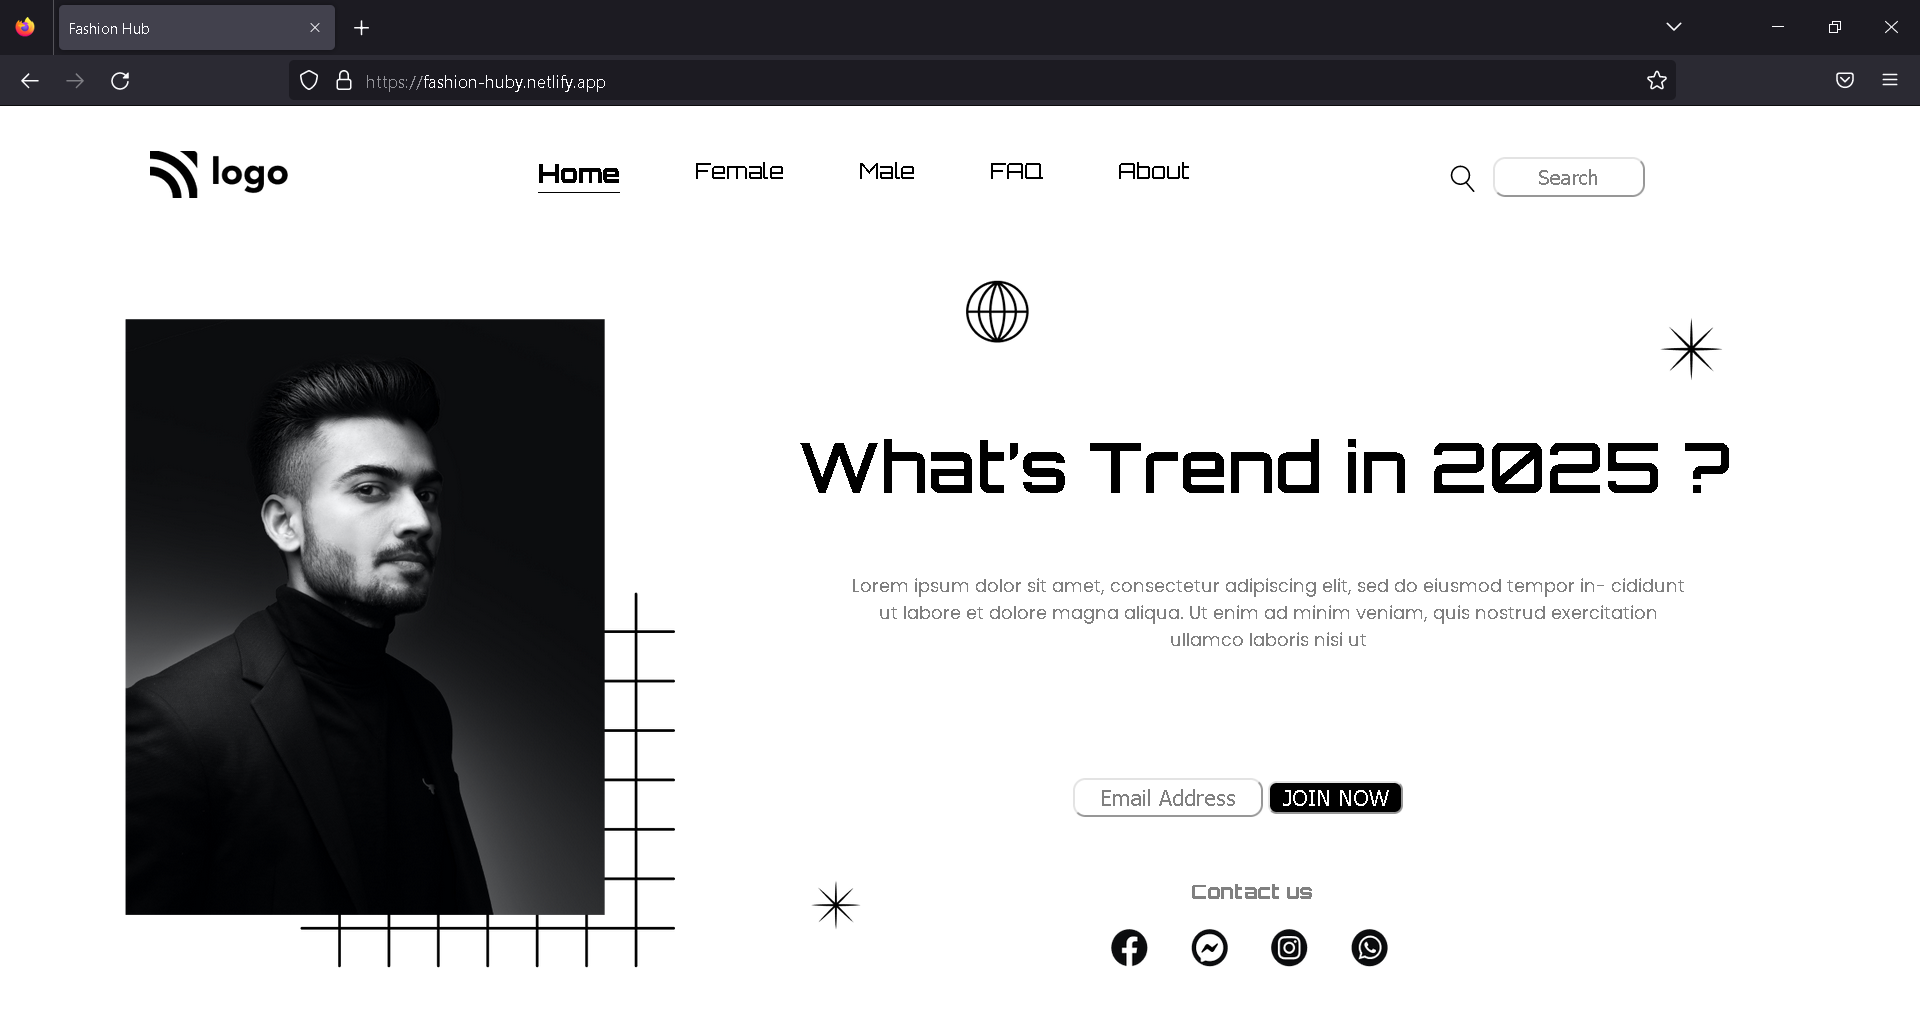 Fashion Hub
https://fashion-huby.netlify.app
logo
Home Female Male FAQ About
Search
What's Trend in 2025 ?
Lorem ipsum dolor sit amet, consectetur adipiscing elit, sed do eiusmod tempor in- cididunt
ut labore et dolore magna aliqua. Ut enim ad minim veniam, quis nostrud exercitation
ullamco laboris nisi ut
Email Address JOIN NOW
Contact us